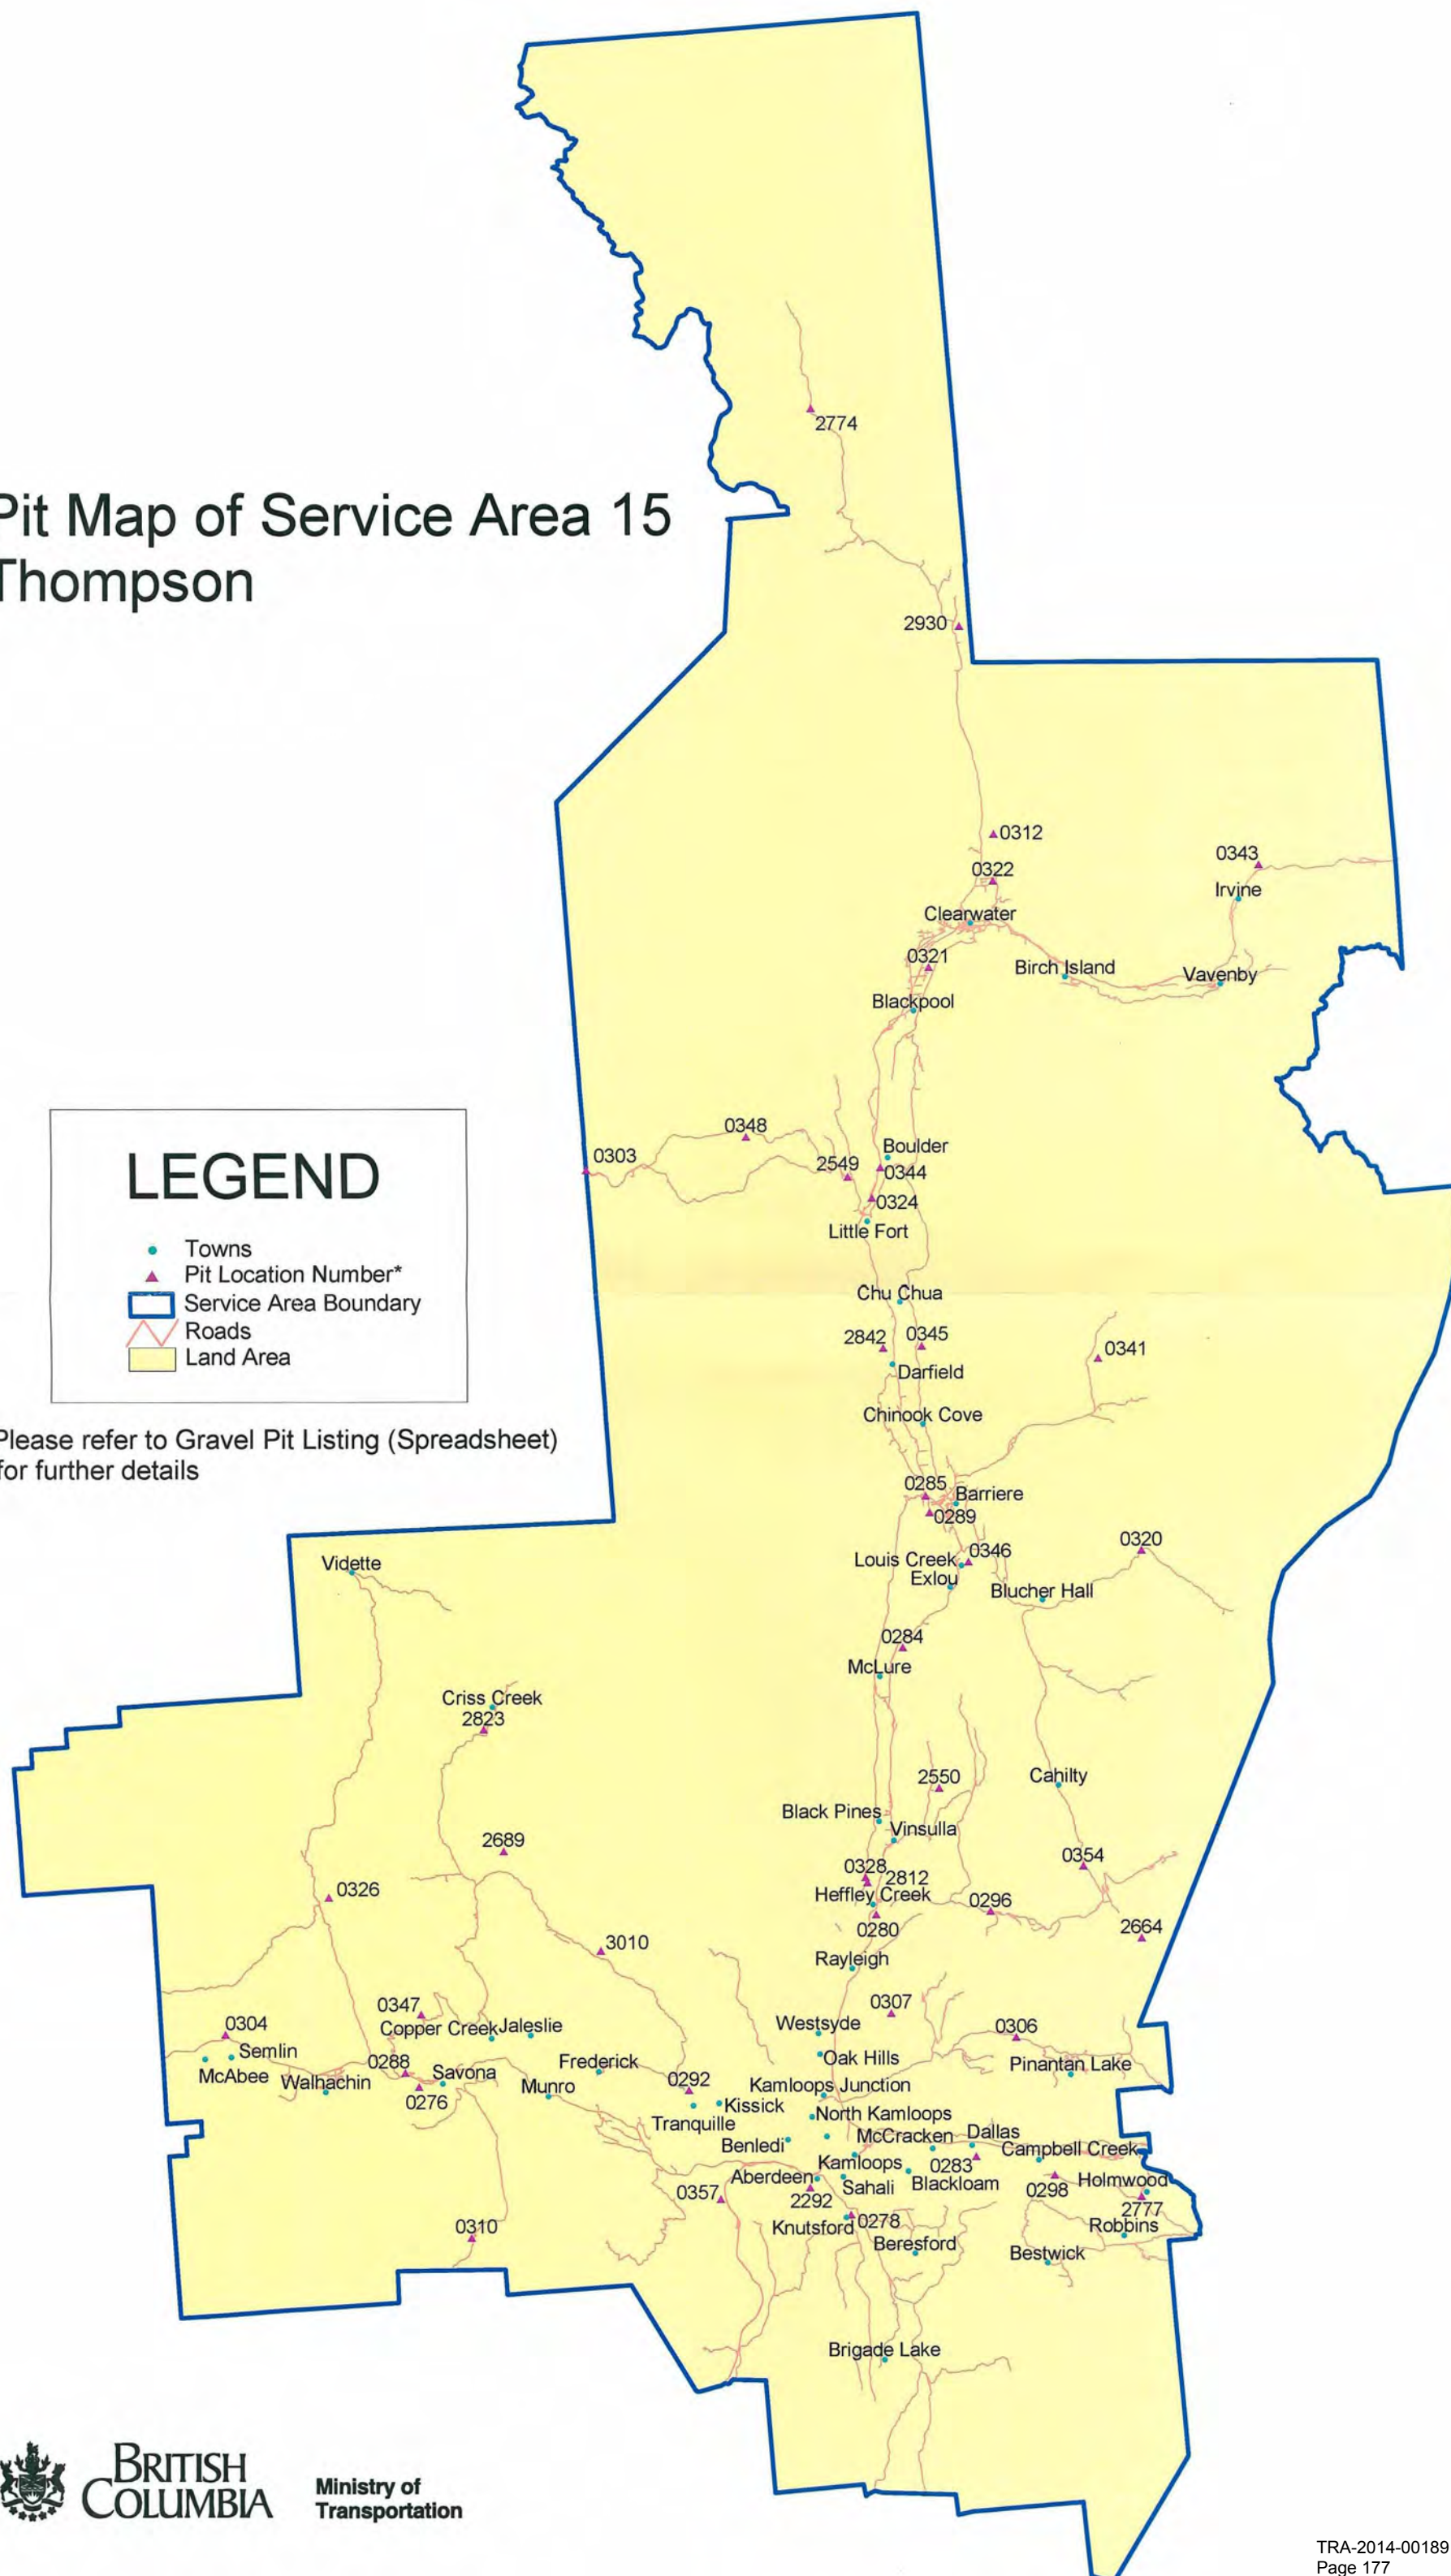 Pit Map of Service Area 15
Thompson
2774
2930
0312
0322
0343
Irvine
Clearwater
0321
Birch Island
Vavenby
Blackpool
0348
0303
Boulder
2549
0344
0324
Little Fort
LEGEND
Towns
Pit Location Number*
Service Area Boundary
Roads
Land Area
Chu Chua
2842
0345
0341
Darfield
Chinook Cove
Please refer to Gravel Pit Listing (Spreadsheet)
for further details
0285
Barriere
0289
0320
Louis Creek
0346
Exlou
Blucher Hall
Vidette
0284
McLure
Criss Creek
2823
2550
Cahilty
Black Pines
Vinsulla
2689
0354
0328
2812
Heffley Creek
0326
0296
0280
2664
3010
Rayleigh
0347
0307
0304
Copper Creek
Jaleslie
Westsyde
0306
Semlin
Oak Hills
McAbee
0288
Frederick
Pinantan Lake
Walhachin
Savona
Munro
0292
Kamloops Junction
0276
Kissick
North Kamloops
Tranquille
McCracken
Dallas
Benledi
Campbell Creek
Kamloops
0283
Aberdeen
Sahali
Blackloam
0298
Holmwood
0357
2292
2777
Knutsford
0278
Robbins
0310
Beresford
Bestwick
Brigade Lake
BRITISH
COLUMBIA
Ministry of
Transportation
TRA-2014-00189
Page 177